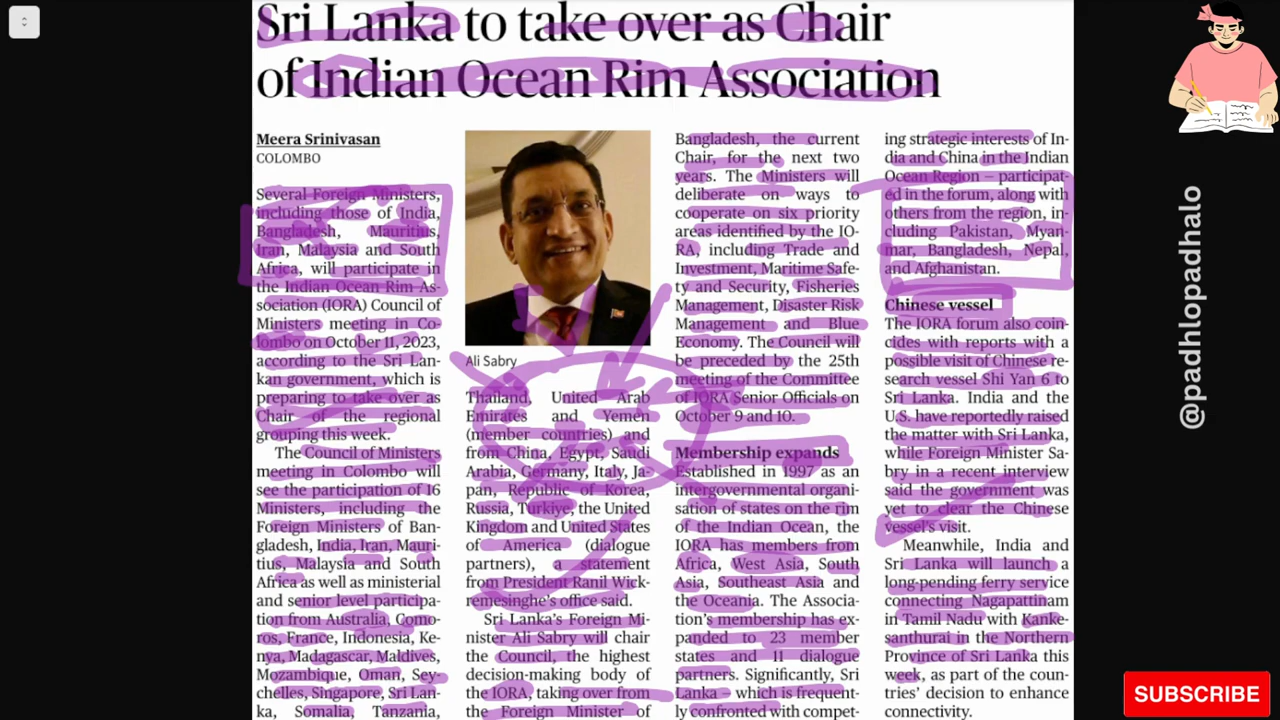 Sri Lanka to take over as Chair
of Indian Ocean Rim Association
Meera Srinivasan
COLOMBO
Several Foreign Ministers,
including those of India,
Bangladesh, Mauritius,
Iran, Malaysia and South
Africa, will participate in
the Indian Ocean Rim As-
sociation (IORA) Council of
Ministers meeting in Co-
lombo on October 11, 2023,
according to the Sri Lan-
kan government, which is
preparing to take over as
Chair of the regional
grouping this week.
The Council of Ministers
meeting in Colombo will
see the participation of 16
Ministers, including the
Foreign Ministers of Ban-
gladesh, India, Iran, Mauri-
tius, Malaysia and South
Africa as well as ministerial
and senior level participa-
tion from Australia, Como-
ros, France, Indonesia, Ke-
nya, Madagascar, Maldives,
Mozambique, Oman, Sey-
chelles, Singapore, Sri Lan-
ka, Somalia, Tanzania,
Ali Sabry
Thailand, United Arab
Emirates and Yemen
(member countries) and
from China, Egypt, Saudi
Arabia, Germany, Italy, Ja-
pan, Republic of Korea,
Russia, Turkiye, the United
Kingdom and United States
of America (dialogue
partners), a statement
from President Ranil Wick-
remesinghe's office said.
Sri Lanka's Foreign Mi-
nister Ali Sabry will chair
the Council, the highest
decision-making body of
the IORA, taking over from
the Foreign Minister of
Bangladesh, the current
Chair, for the next two
years. The Ministers will
deliberate on ways to
cooperate on six priority
areas identified by the IO-
RA, including Trade and
Investment, Maritime Safe-
ty and Security, Fisheries
Management, Disaster Risk
Management and Blue
Economy. The Council will
be preceded by the 25th
meeting of the Committee
of IORA Senior Officials on
October 9 and 10.
Membership expands
Established in 1997 as an
intergovernmental organi-
sation of states on the rim
of the Indian Ocean, the
IORA has members from
Africa, West Asia, South
Asia, Southeast Asia and
the Oceania. The Associa-
tion's membership has ex-
panded to 23 member
states and 11 dialogue
partners. Significantly, Sri
Lanka – which is frequent-
ly confronted with compet-
ing strategic interests of In-
dia and China in the Indian
Ocean Region – participat-
ed in the forum, along with
others from the region, in-
cluding Pakistan, Myan-
mar, Bangladesh, Nepal,
and Afghanistan.
Chinese vessel
The IORA forum also coin-
cides with reports with a
possible visit of Chinese re-
search vessel Shi Yan 6 to
Sri Lanka. India and the
U.S. have reportedly raised
the matter with Sri Lanka,
while Foreign Minister Sa-
bry in a recent interview
said the government was
yet to clear the Chinese
vessel's visit.
Meanwhile, India and
Sri Lanka will launch a
long-pending ferry service
connecting Nagapattinam
in Tamil Nadu with Kanke-
santhurai in the Northern
Province of Sri Lanka this
week, as part of the coun-
tries' decision to enhance
connectivity.
@padhlopadhalo
SUBSCRIBE